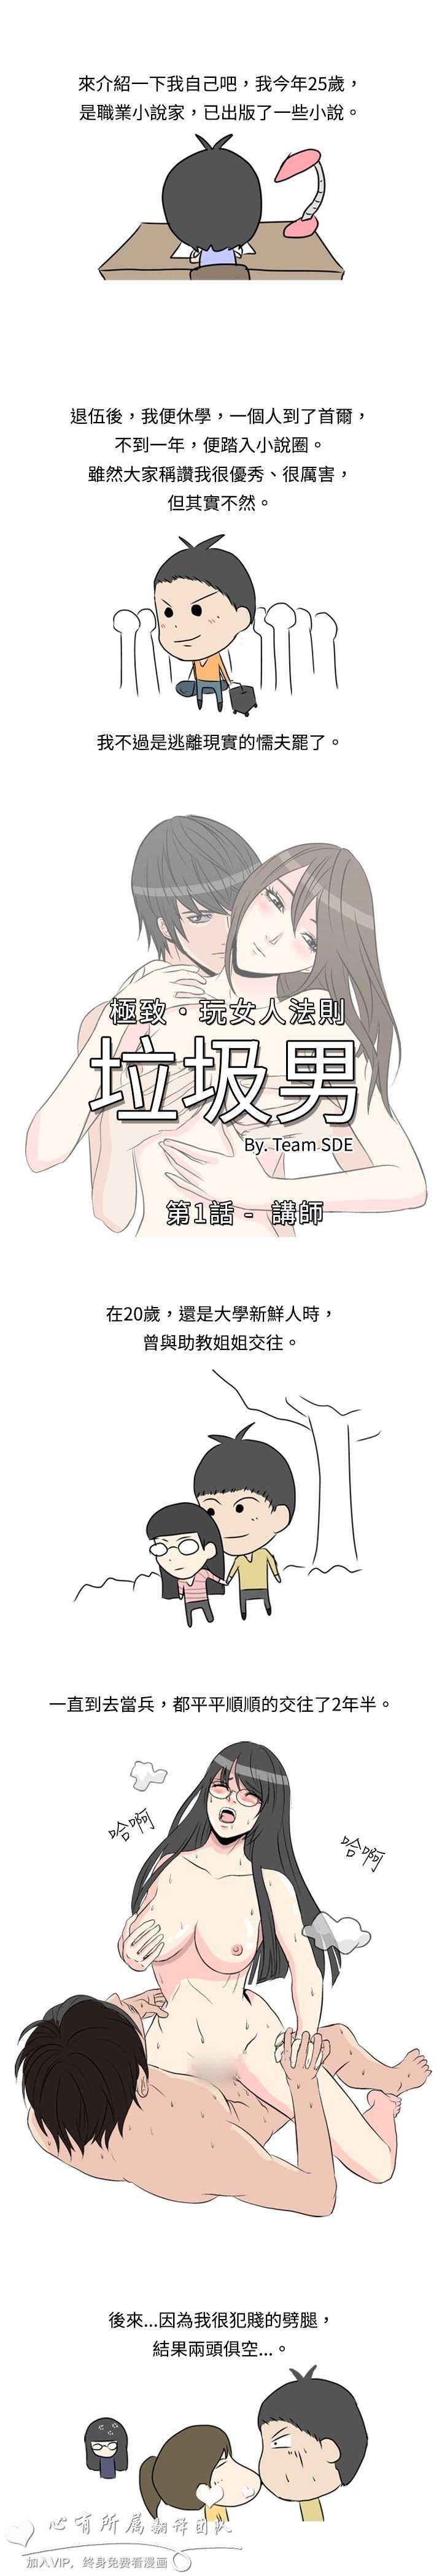 來介紹一下我自己吧，我今年25歲，
是職業小說家，已出版了一些小說。
退伍後，我便休學，一個人到了首爾，
不到一年，便踏入小說圈。
雖然大家稱讚我很優秀、很厲害，
但其實不然。
我不過是逃離現實的懦夫罷了。
極致·玩女人法則
垃圾男
By. Team SDE
第1話 - 講師
在20歲，還是大學新鮮人時，
曾與助教姐姐交往。
一直到去當兵，都平平順順的交往了2年半。
哈啊
哈啊
後來...因為我很犯賤的劈腿，
結果兩頭俱空...。
心有所属翻译团队
加入VIP，终身免费看漫画